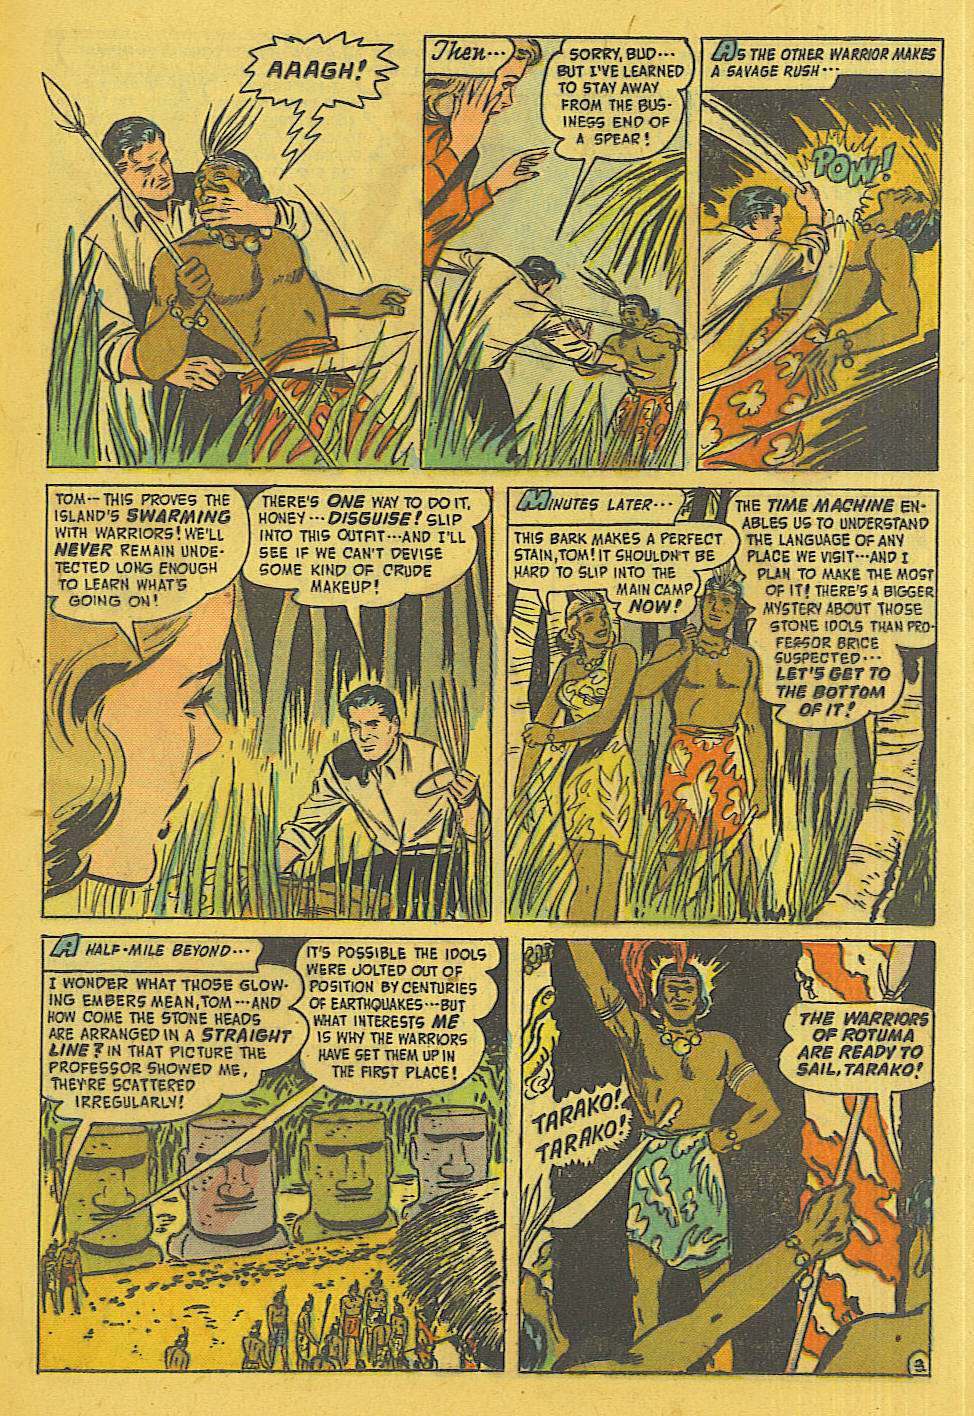 AAAGH!
Then---
SORRY, BUD---
BUT I'VE LEARNED
TO STAY AWAY
FROM THE BUS-
INESS END OF
A SPEAR!
AS THE OTHER WARRIOR MAKES
A SAVAGE RUSH---
POW!
TOM-- THIS PROVES THE
ISLAND'S SWARMING
WITH WARRIORS! WE'LL
NEVER REMAIN UNDE-
TECTED LONG ENOUGH
TO LEARN WHAT'S
GOING ON!
THERE'S ONE WAY TO DO IT,
HONEY--- DISGUISE! SLIP
INTO THIS OUTFIT---AND I'LL
SEE IF WE CAN'T DEVISE
SOME KIND OF CRUDE
MAKEUP!
MINUTES LATER---
THIS BARK MAKES A PERFECT
STAIN, TOM! IT SHOULDN'T BE
HARD TO SLIP INTO THE
MAIN CAMP
NOW!
THE TIME MACHINE EN-
ABLES US TO UNDERSTAND
THE LANGUAGE OF ANY
PLACE WE VISIT---AND I
PLAN TO MAKE THE MOST
OF IT! THERE'S A BIGGER
MYSTERY ABOUT THOSE
STONE IDOLS THAN PRO-
FESSOR BRICE
SUSPECTED---
LET'S GET TO
THE BOTTOM
OF IT!
A HALF-MILE BEYOND---
I WONDER WHAT THOSE GLOW-
ING EMBERS MEAN, TOM---AND
HOW COME THE STONE HEADS
ARE ARRANGED IN A STRAIGHT
LINE? IN THAT PICTURE THE
PROFESSOR SHOWED ME,
THEY'RE SCATTERED
IRREGULARLY!
IT'S POSSIBLE THE IDOLS
WERE JOLTED OUT OF
POSITION BY CENTURIES
OF EARTHQUAKES---BUT
WHAT INTERESTS ME
IS WHY THE WARRIORS
HAVE SET THEM UP IN
THE FIRST PLACE!
TARAKO!
TARAKO!
THE WARRIORS
OF ROTUMA
ARE READY TO
SAIL, TARAKO!